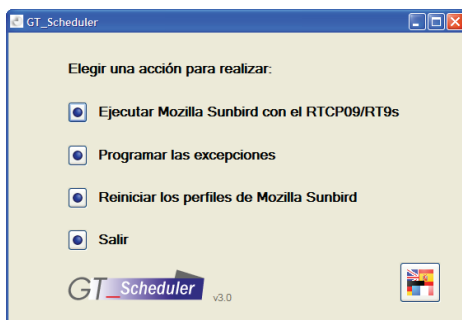 GT_Scheduler
Elegir una acción para realizar:
Ejecutar Mozilla Sunbird con el RTCP09/RT9s
Programar las excepciones
Reiniciar los perfiles de Mozilla Sunbird
Salir
GT_Scheduler v3.0